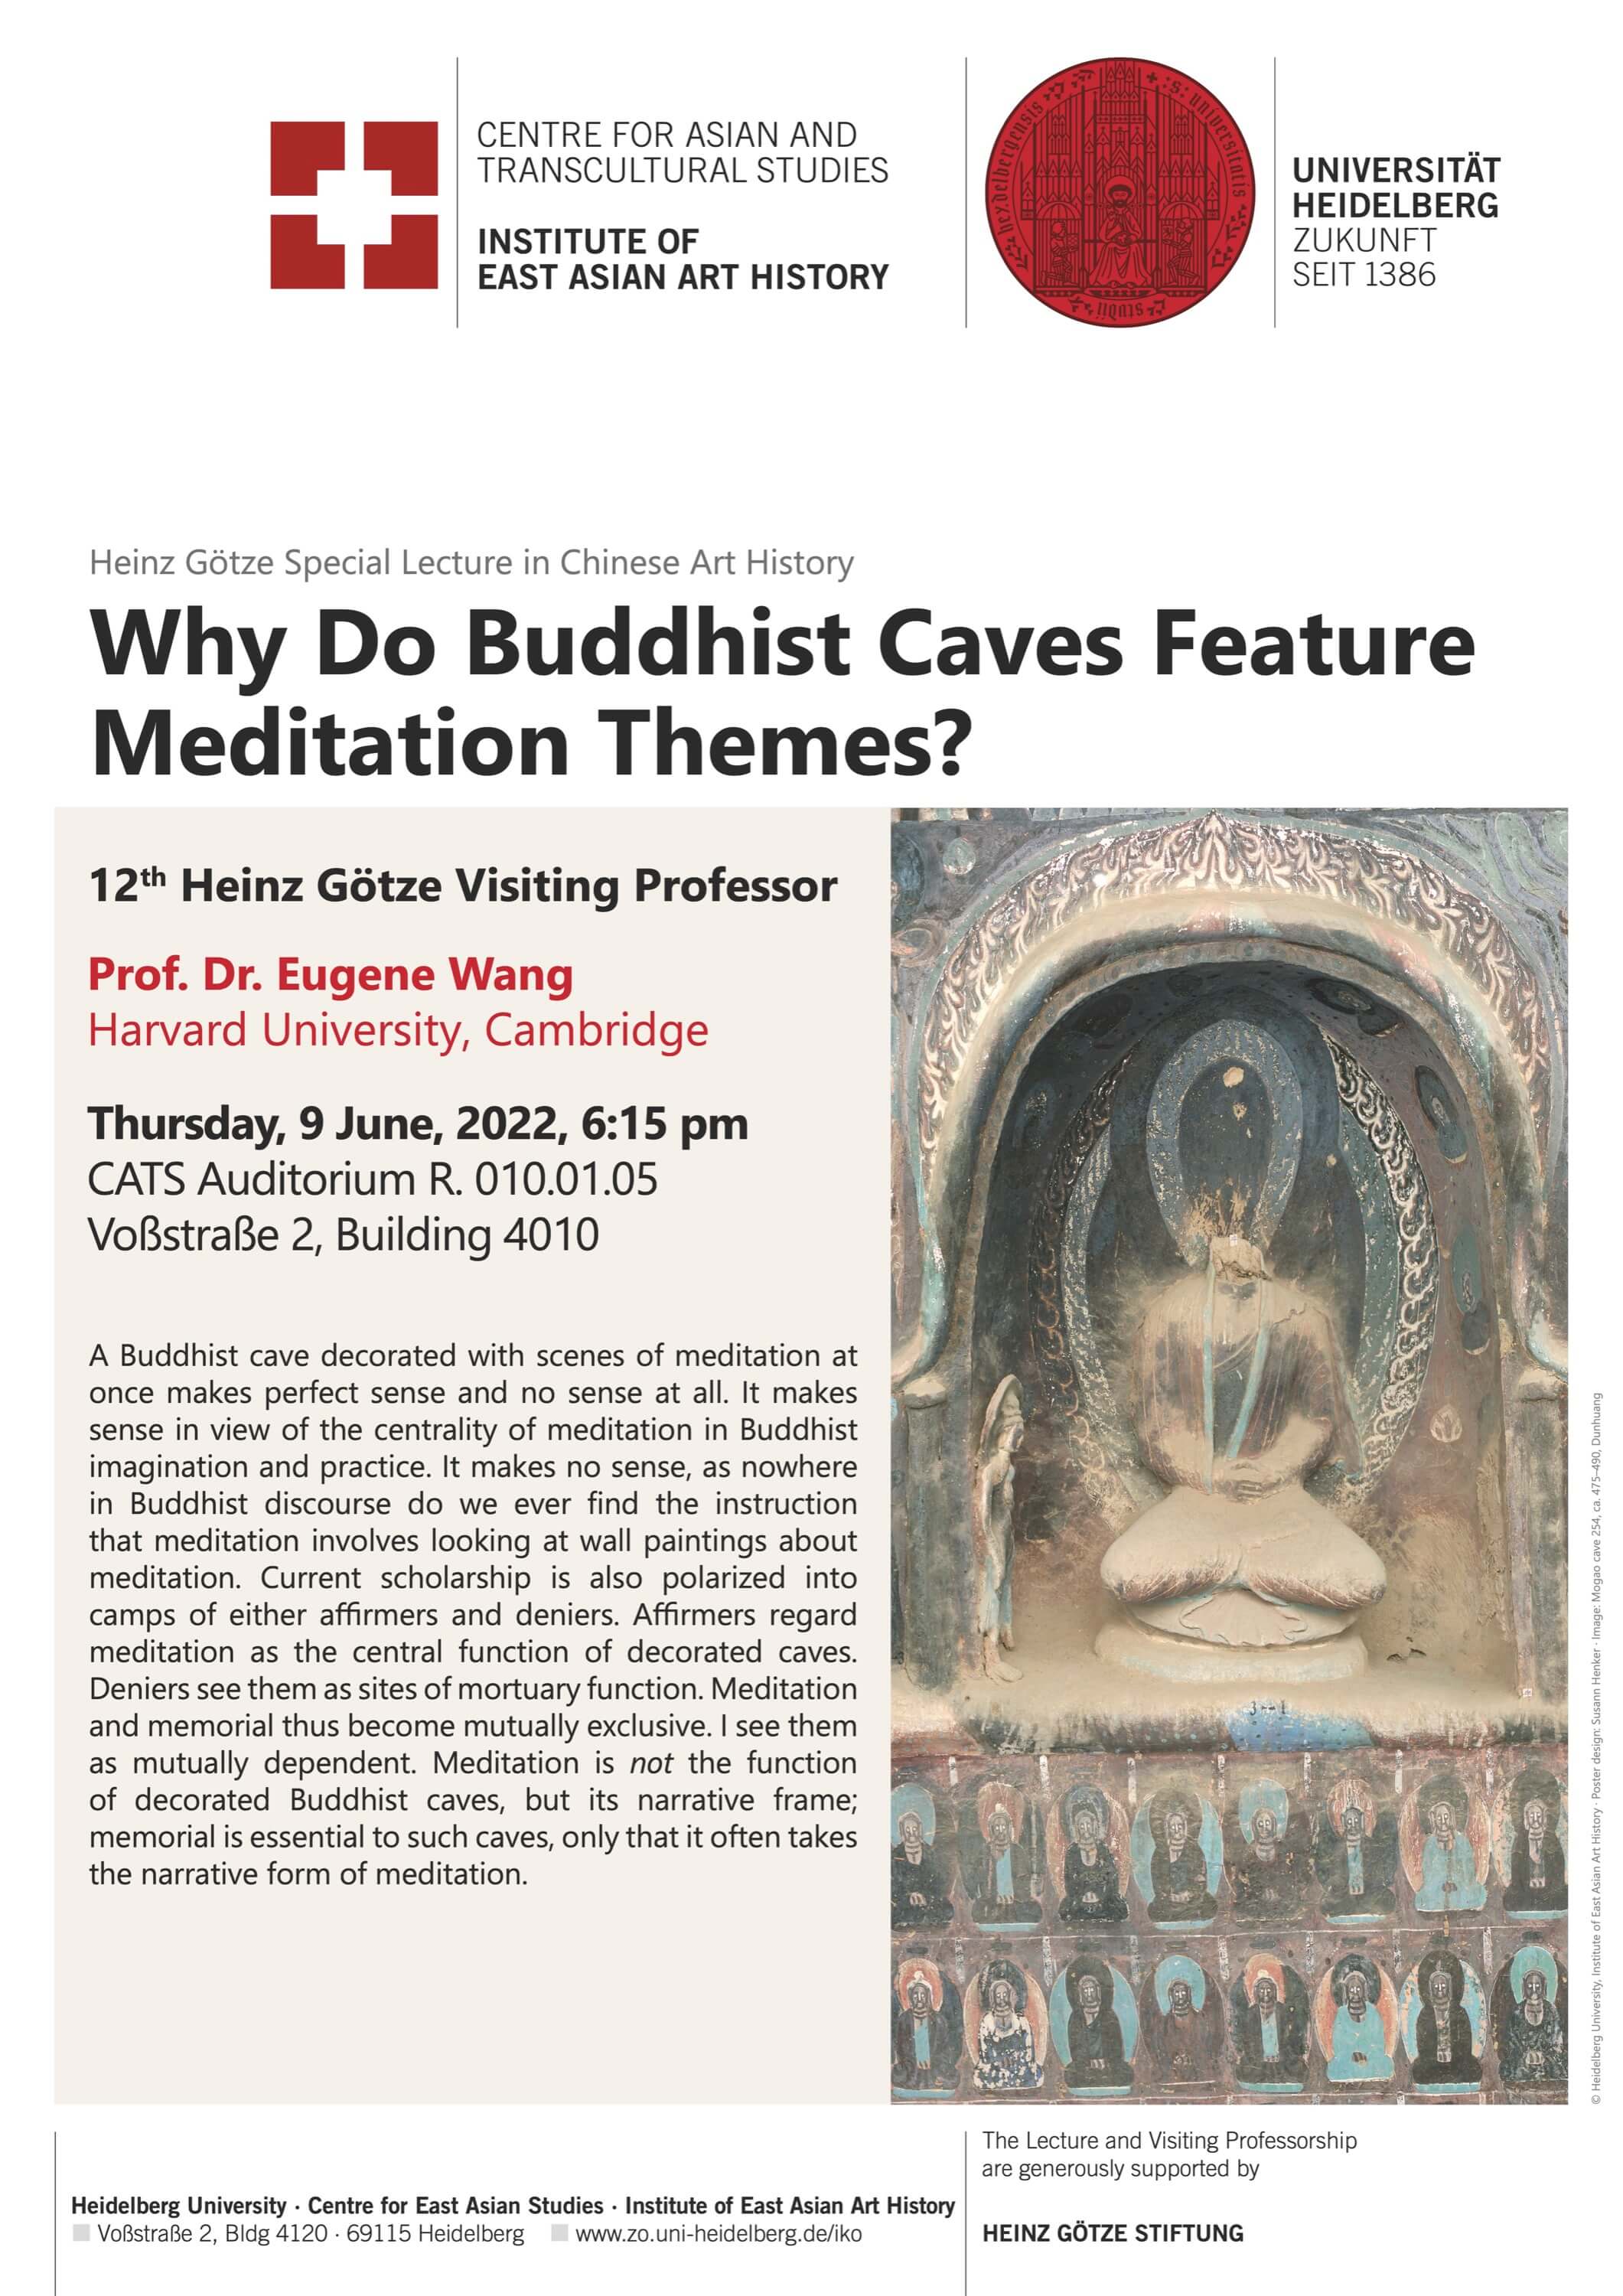 CENTRE FOR ASIAN AND
TRANSCULTURAL STUDIES
INSTITUTE OF
EAST ASIAN ART HISTORY
s: universitatis
studii
heydelbergensis
UNIVERSITÄT
HEIDELBERG
ZUKUNFT
SEIT 1386
Heinz Götze Special Lecture in Chinese Art History
Why Do Buddhist Caves Feature
Meditation Themes?
12th Heinz Götze Visiting Professor
Prof. Dr. Eugene Wang
Harvard University, Cambridge
Thursday, 9 June, 2022, 6:15 pm
CATS Auditorium R. 010.01.05
Voßstraße 2, Building 4010
A Buddhist cave decorated with scenes of meditation at
once makes perfect sense and no sense at all. It makes
sense in view of the centrality of meditation in Buddhist
imagination and practice. It makes no sense, as nowhere
in Buddhist discourse do we ever find the instruction
that meditation involves looking at wall paintings about
meditation. Current scholarship is also polarized into
camps of either affirmers and deniers. Affirmers regard
meditation as the central function of decorated caves.
Deniers see them as sites of mortuary function. Meditation
and memorial thus become mutually exclusive. I see them
as mutually dependent. Meditation is not the function
of decorated Buddhist caves, but its narrative frame;
memorial is essential to such caves, only that it often takes
the narrative form of meditation.
3-1
© Heidelberg University, Institute of East Asian Art History · Poster design: Susann Henker · Image: Mogao cave 254, ca. 475–490, Dunhuang
Heidelberg University · Centre for East Asian Studies · Institute of East Asian Art History
Voßstraße 2, Bldg 4120 · 69115 Heidelberg www.zo.uni-heidelberg.de/iko
The Lecture and Visiting Professorship
are generously supported by
HEINZ GÖTZE STIFTUNG